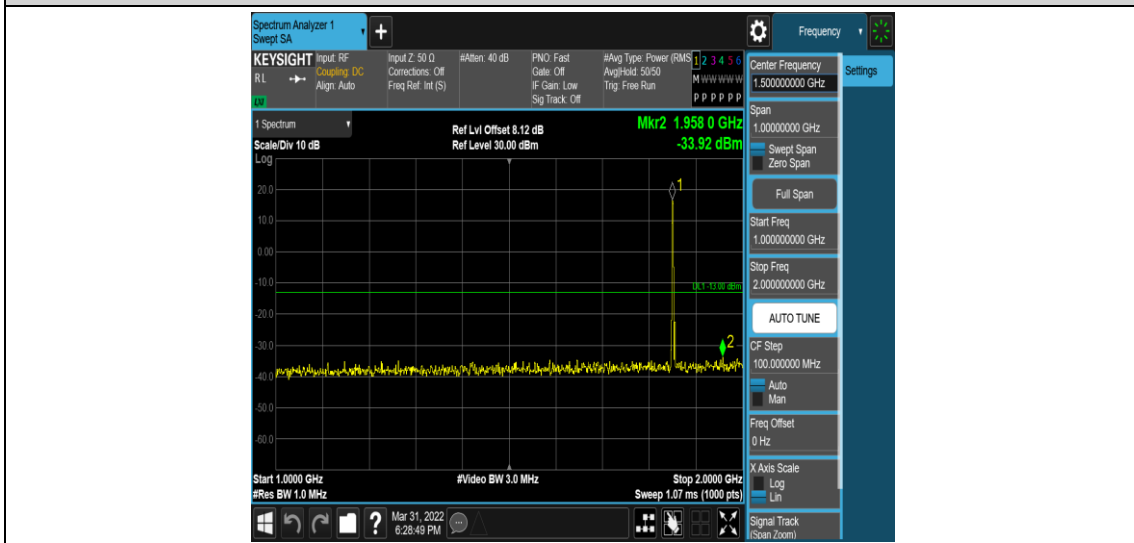 Spectrum Analyzer 1
Swept SA
+
Frequency
KEYSIGHT
RL
LXI
Input: RF
Coupling: DC
Align: Auto
Input Z: 50 Ω
Corrections: Off
Freq Ref: Int (S)
#Atten: 40 dB
PNO: Fast
Gate: Off
IF Gain: Low
Sig Track: Off
#Avg Type: Power (RMS
Avg|Hold: 50/50
Trig: Free Run
1 2 3 4 5 6
M W W W W W
P P P P P P
1 Spectrum
Scale/Div 10 dB
Log
Ref Lvl Offset 8.12 dB
Ref Level 30.00 dBm
Mkr2 1.958 0 GHz
-33.92 dBm
1
20.0
10.0
0.00
-10.0
DL1 -13.00 dBm
-20.0
-30.0
2
-40.0
-50.0
-60.0
Start 1.0000 GHz
#Res BW 1.0 MHz
#Video BW 3.0 MHz
Stop 2.0000 GHz
Sweep 1.07 ms (1000 pts)
Center Frequency
1.500000000 GHz
Settings
Span
1.00000000 GHz
Swept Span
Zero Span
Full Span
Start Freq
1.000000000 GHz
Stop Freq
2.000000000 GHz
AUTO TUNE
CF Step
100.000000 MHz
Auto
Man
Freq Offset
0 Hz
X Axis Scale
Log
Lin
Signal Track
(Span Zoom)
?
Mar 31, 2022
6:28:49 PM